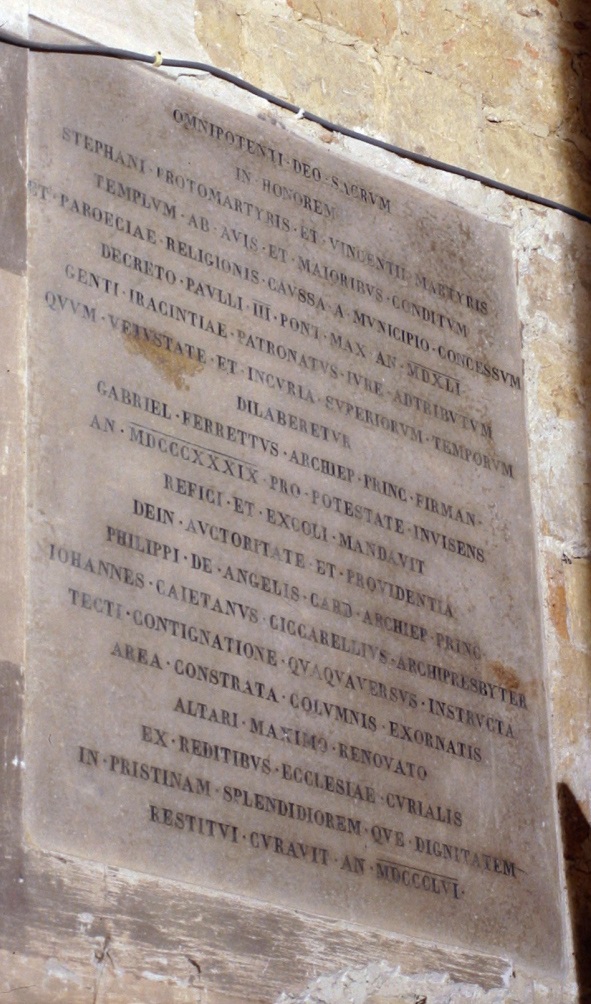 OMNIPOTENTI · DEO · SACRVM
IN · HONOREM
STEPHANI · PROTOMARTYRIS · ET · VINCENTII · MARTYRIS
TEMPLVM · AB · AVIS · ET · MAIORIBVS · CONDITVM
ET · PAROECIAE · RELIGIONIS · CAVSSA · A · MVNICIPIO · CONCESSVM
DECRETO · PAVLLI · III · PONT · MAX · AN · MDXLI
GENTI · BRACINTIAE · PATRONATVS · IVRE · ADTRIBVTVM
QVVM · VETVSTATE · ET · INCVRIA · SVPERIORVM · TEMPORVM
DILABERETVR
GABRIEL · FERRETTVS · ARCHIEP · PRINC · FIRMAN ·
AN · MDCCCXXXIX · PRO · POTESTATE · INVISENS
REFICI · ET · EXCOLI · MANDAVIT
DEIN · AVCTORITATE · ET · PROVIDENTIA
PHILIPPI · DE · ANGELIS · CARD · ARCHIEP · PRINC ·
IOHANNES · CAIETANVS · CICCARELLIVS · ARCHIPRESBYTER
TECTI · CONTIGNATIONE · QVAQVAVERSVS · INSTRVCTA
AREA · CONSTRATA · COLVMNIS · EXORNATIS
ALTARI · MAXIMO · RENOVATO
EX · REDITIBVS · ECCLESIAE · CVRIALIS
IN · PRISTINAM · SPLENDIDIOREM · QVE · DIGNITATEM
RESTITVI · CVRAVIT · AN · MDCCCLVI ·